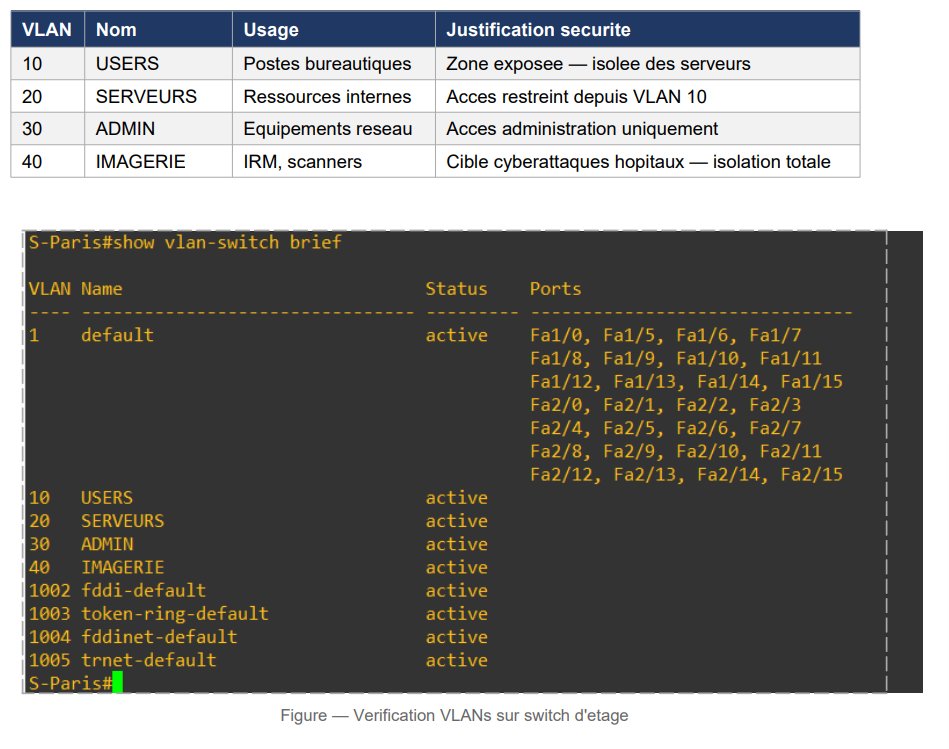 VLAN Nom Usage Justification securite
10 USERS Postes bureautiques Zone exposee — isolee des serveurs
20 SERVEURS Ressources internes Acces restreint depuis VLAN 10
30 ADMIN Equipements reseau Acces administration uniquement
40 IMAGERIE IRM, scanners Cible cyberattaques hopitaux — isolation totale
S-Paris#show vlan-switch brief
VLAN Name Status Ports
---- -------------------------------- --------- -------------------------------
1 default active Fa1/0, Fa1/5, Fa1/6, Fa1/7
Fa1/8, Fa1/9, Fa1/10, Fa1/11
Fa1/12, Fa1/13, Fa1/14, Fa1/15
Fa2/0, Fa2/1, Fa2/2, Fa2/3
Fa2/4, Fa2/5, Fa2/6, Fa2/7
Fa2/8, Fa2/9, Fa2/10, Fa2/11
Fa2/12, Fa2/13, Fa2/14, Fa2/15
10 USERS active
20 SERVEURS active
30 ADMIN active
40 IMAGERIE active
1002 fddi-default active
1003 token-ring-default active
1004 fddinet-default active
1005 trnet-default active
S-Paris#
Figure — Verification VLANs sur switch d'etage